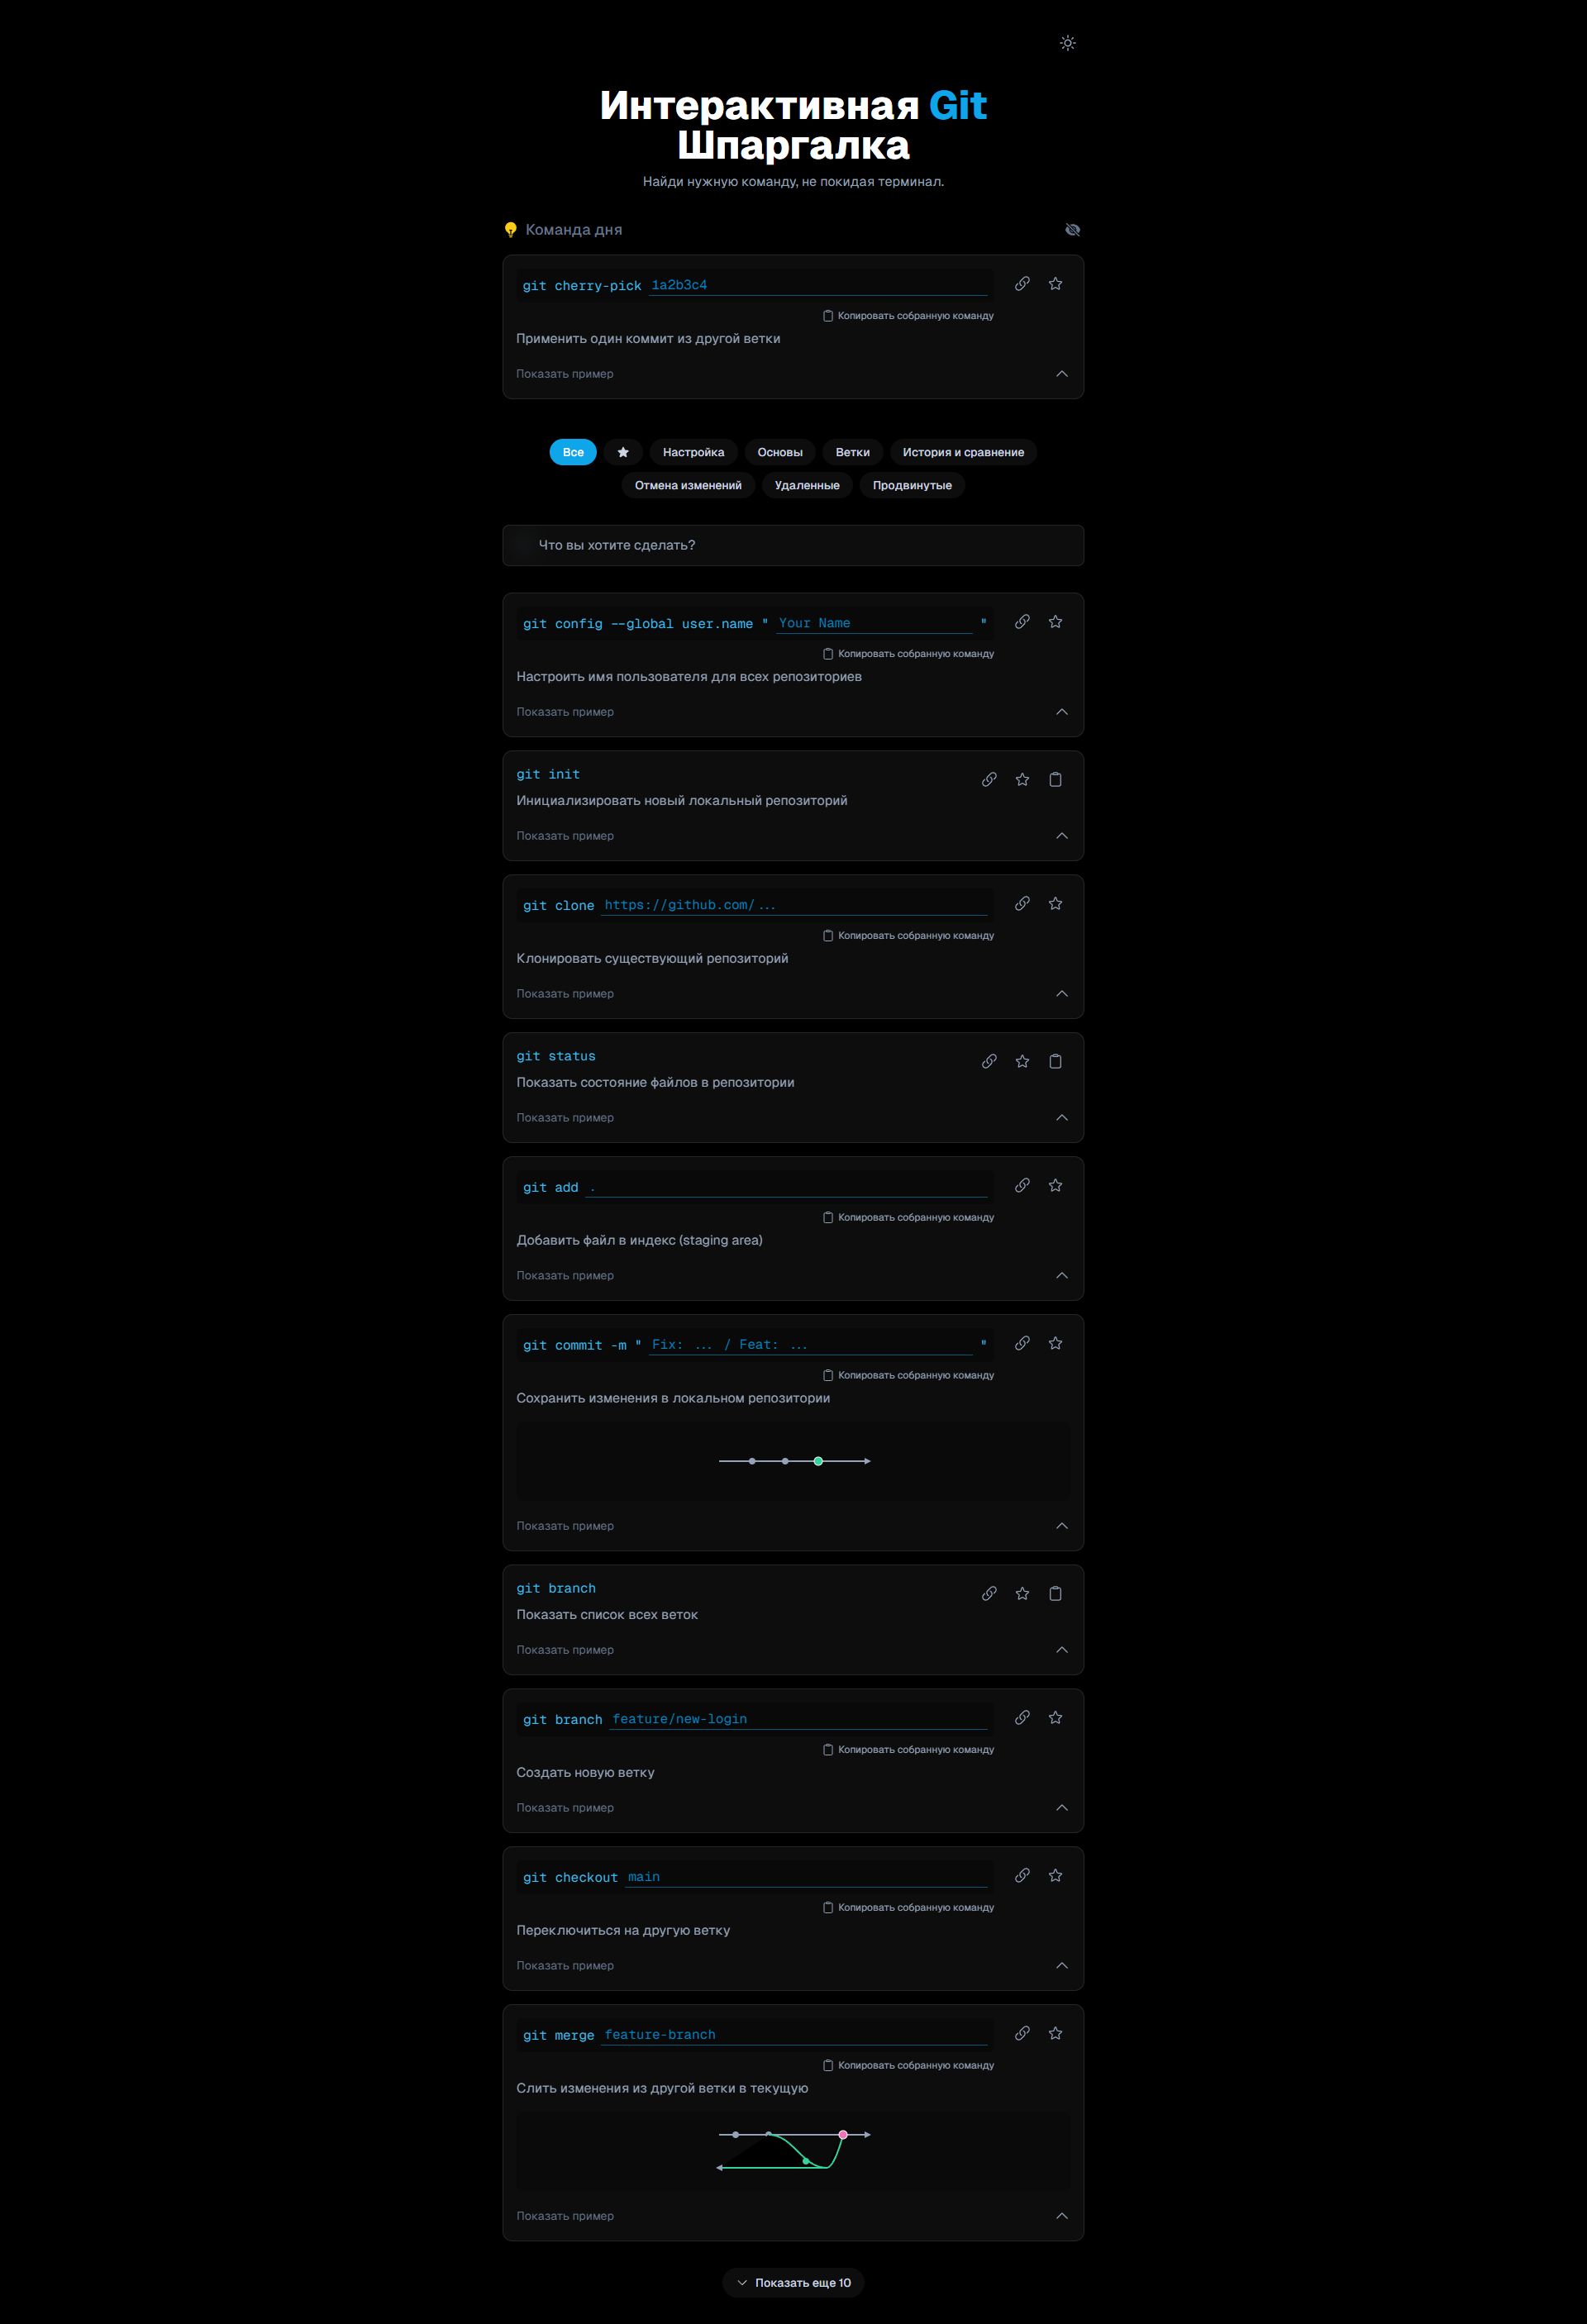 Интерактивная Git
Шпаргалка
Найди нужную команду, не покидая терминал.
Команда дня
git cherry-pick 1a2b3c4
Копировать собранную команду
Применить один коммит из другой ветки
Показать пример
Все Настройка Основы Ветки История и сравнение
Отмена изменений Удаленные Продвинутые
Что вы хотите сделать?
git config --global user.name " Your Name "
Копировать собранную команду
Настроить имя пользователя для всех репозиториев
Показать пример
git init
Инициализировать новый локальный репозиторий
Показать пример
git clone https://github.com/...
Копировать собранную команду
Клонировать существующий репозиторий
Показать пример
git status
Показать состояние файлов в репозитории
Показать пример
git add .
Копировать собранную команду
Добавить файл в индекс (staging area)
Показать пример
git commit -m " Fix: ... / Feat: ... "
Копировать собранную команду
Сохранить изменения в локальном репозитории
Показать пример
git branch
Показать список всех веток
Показать пример
git branch feature/new-login
Копировать собранную команду
Создать новую ветку
Показать пример
git checkout main
Копировать собранную команду
Переключиться на другую ветку
Показать пример
git merge feature-branch
Копировать собранную команду
Слить изменения из другой ветки в текущую
Показать пример
Показать еще 10